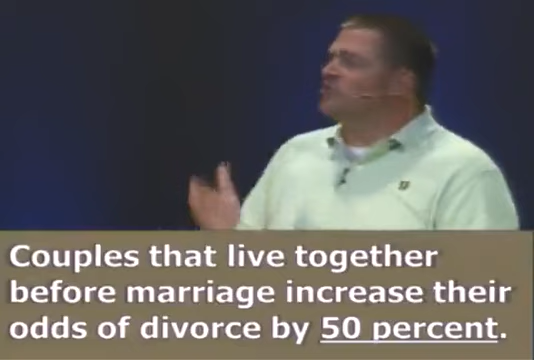 Couples that live together
before marriage increase their
odds of divorce by 50 percent.